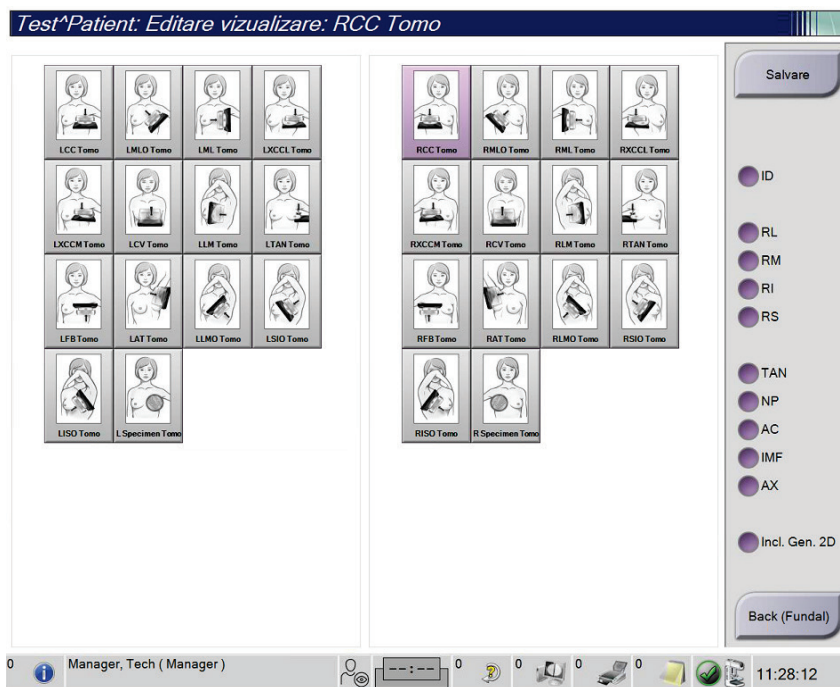 Test^Patient: Editare vizualizare: RCC Tomo
LCC Tomo LMLO Tomo LML Tomo LXCCL Tomo
LXCCM Tomo LCV Tomo LLM Tomo LTAN Tomo
LFB Tomo LAT Tomo LLMO Tomo LSIO Tomo
LISO Tomo L Specimen Tomo
RCC Tomo RMLO Tomo RML Tomo RXCCL Tomo
RXCCM Tomo RCV Tomo RLM Tomo RTAN Tomo
RFB Tomo RAT Tomo RLMO Tomo RSIO Tomo
RISO Tomo R Specimen Tomo
Salvare
ID
RL
RM
RI
RS
TAN
NP
AC
IMF
AX
Incl. Gen. 2D
Back (Fundal)
0 Manager, Tech ( Manager ) --:-- 0 0 0 0 11:28:12